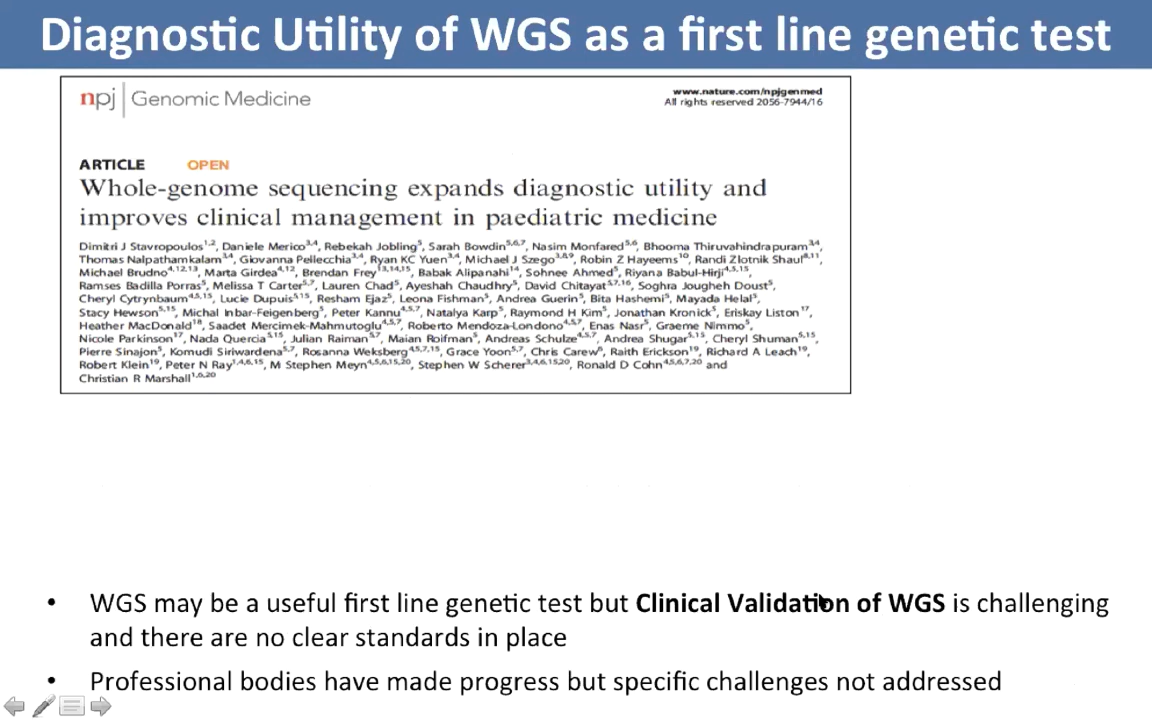 Diagnostic Utility of WGS as a first line genetic test
npj | Genomic Medicine
www.nature.com/npjgenmed
All rights reserved 2056-7944/16
ARTICLE OPEN
Whole-genome sequencing expands diagnostic utility and
improves clinical management in paediatric medicine
Dimitri J Stavropoulos1,2, Daniele Merico3,4, Rebekah Jobling5, Sarah Bowdin5,6,7, Nasim Monfared5,6, Bhooma Thiruvahindrapuram3,4,
Thomas Nalpathamkalam3,4, Giovanna Pellecchia3,4, Ryan KC Yuen3,4, Michael J Szego3,8,9, Robin Z Hayeems10, Randi Zlotnik Shaul8,11,
Michael Brudno4,12,13, Marta Girdea4,12, Brendan Frey13,14,15, Babak Alipanahi14, Sohnee Ahmed5, Riyana Babul-Hirji4,5,15,
Ramses Badilla Porras5, Melissa T Carter5,7, Lauren Chad5, Ayeshah Chaudhry5, David Chitayat5,7,16, Soghra Jougheh Doust5,
Cheryl Cytrynbaum4,5,15, Lucie Dupuis5,15, Resham Ejaz5, Leona Fishman5, Andrea Guerin5, Bita Hashemi5, Mayada Helal5,
Stacy Hewson5,15, Michal Inbar-Feigenberg5, Peter Kannu4,5,7, Natalya Karp5, Raymond H Kim5, Jonathan Kronick5, Eriskay Liston17,
Heather MacDonald18, Saadet Mercimek-Mahmutoglu4,5,7, Roberto Mendoza-Londono4,5,7, Enas Nasr5, Graeme Nimmo5,
Nicole Parkinson17, Nada Quercia5,15, Julian Raiman5,7, Maian Roifman5, Andreas Schulze4,5,7, Andrea Shugar5,15, Cheryl Shuman5,15,
Pierre Sinajon5, Komudi Siriwardena5,7, Rosanna Weksberg4,5,7,15, Grace Yoon5,7, Chris Carew6, Raith Erickson19, Richard A Leach19,
Robert Klein19, Peter N Ray1,4,6,15, M Stephen Meyn4,5,6,15,20, Stephen W Scherer3,4,6,15,20, Ronald D Cohn4,5,6,7,20 and
Christian R Marshall1,6,20
• WGS may be a useful first line genetic test but Clinical Validation of WGS is challenging
and there are no clear standards in place
• Professional bodies have made progress but specific challenges not addressed